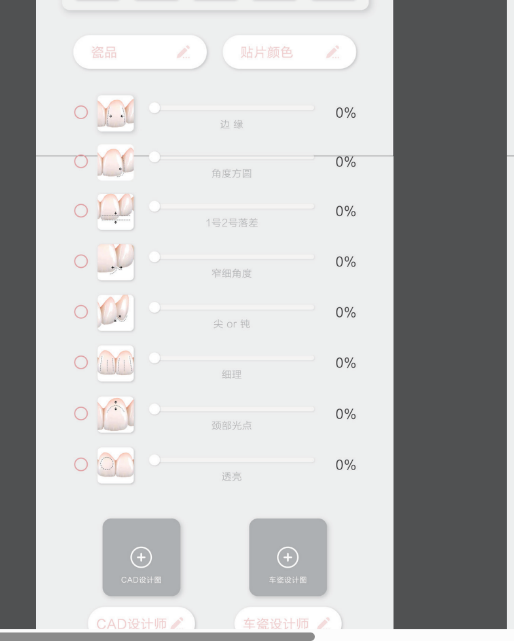 瓷品
贴片颜色
边 缘
0%
角度方圆
0%
1号2号落差
0%
窄细角度
0%
尖 or 钝
0%
细理
0%
颈部光点
0%
透亮
0%
CAD设计图
车瓷设计图
CAD设计师
车瓷设计师